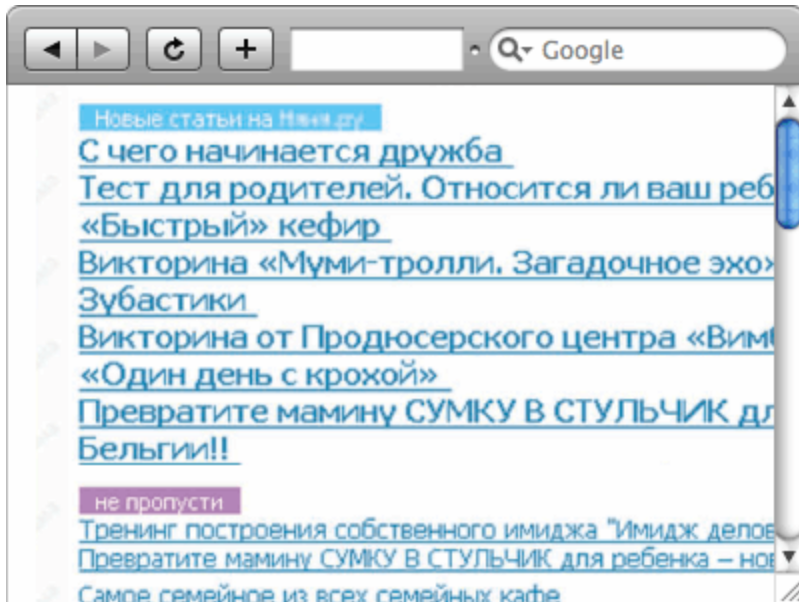 Google
Новые статьи на
С чего начинается дружба
Тест для родителей. Относится ли ваш реб
«Быстрый» кефир
Викторина «Муми-тролли. Загадочное эхо»
Зубастики
Викторина от Продюсерского центра «Вим
«Один день с крохой»
Превратите мамину СУМКУ В СТУЛЬЧИК дл
Бельгии!!
не пропусти
Тренинг построения собственного имиджа "Имидж делов
Превратите мамину СУМКУ В СТУЛЬЧИК для ребенка – нов
Самое семейное из всех семейных кафе